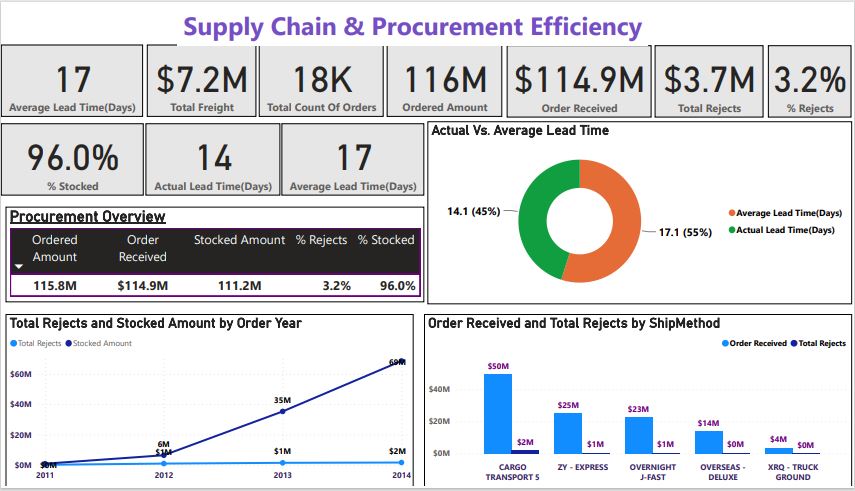 Supply Chain & Procurement Efficiency
17
Average Lead Time(Days)
$7.2M
Total Freight
18K
Total Count Of Orders
116M
Ordered Amount
$114.9M
Order Received
$3.7M
Total Rejects
3.2%
% Rejects
96.0%
% Stocked
14
Actual Lead Time(Days)
17
Average Lead Time(Days)
Actual Vs. Average Lead Time
14.1 (45%)
17.1 (55%)
Average Lead Time(Days)
Actual Lead Time(Days)
Procurement Overview
Ordered Amount Order Received Stocked Amount % Rejects % Stocked
115.8M $114.9M 111.2M 3.2% 96.0%
Total Rejects and Stocked Amount by Order Year
Total Rejects Stocked Amount
$60M
$40M
$20M
$0M
$0M
6M
$1M
35M
$1M
69M
$2M
2011 2012 2013 2014
Order Received and Total Rejects by ShipMethod
Order Received Total Rejects
$40M
$20M
$0M
$50M
$2M
$25M
$1M
$23M
$1M
$14M
$0M
$4M
$0M
CARGO
TRANSPORT 5
ZY - EXPRESS
OVERNIGHT
J-FAST
OVERSEAS -
DELUXE
XRQ - TRUCK
GROUND